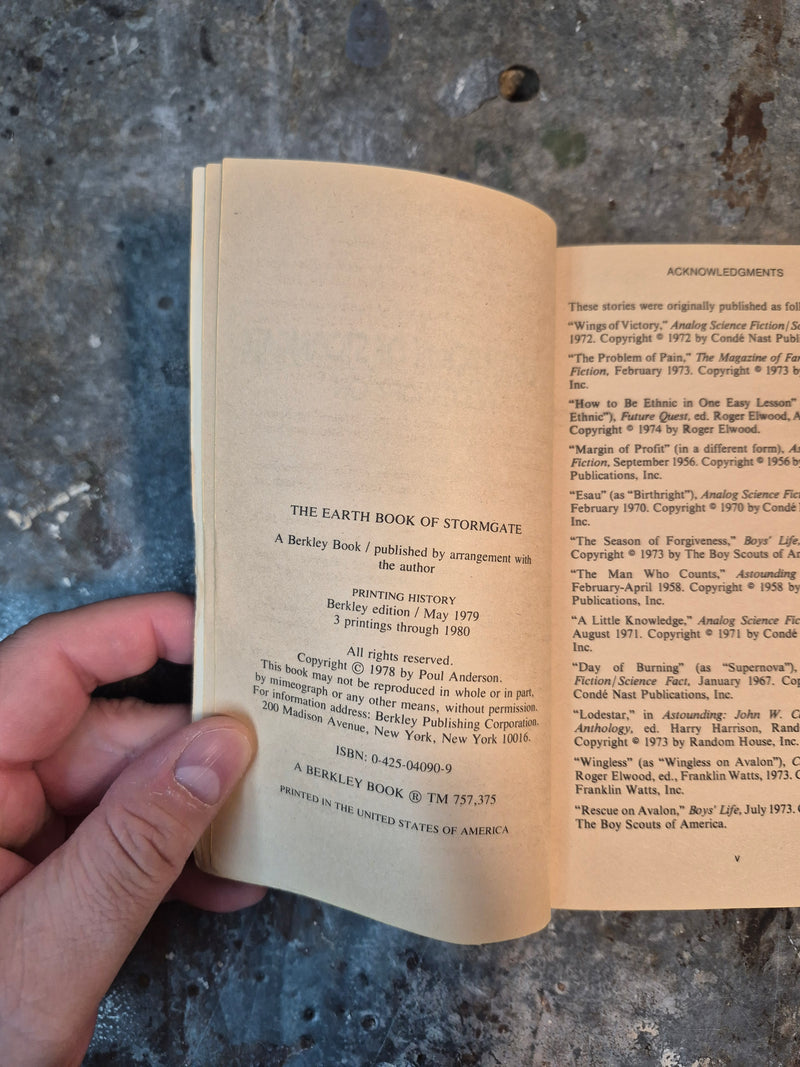 THE EARTH BOOK OF STORMGATE
A Berkley Book / published by arrangement with
the author
PRINTING HISTORY
Berkley edition / May 1979
3 printings through 1980
All rights reserved.
Copyright © 1978 by Poul Anderson.
This book may not be reproduced in whole or in part,
by mimeograph or any other means, without permission.
For information address: Berkley Publishing Corporation.
200 Madison Avenue, New York, New York 10016.
ISBN: 0-425-04090-9
A BERKLEY BOOK ® TM 757,375
PRINTED IN THE UNITED STATES OF AMERICA
ACKNOWLEDGMENTS
These stories were originally published as
“Wings of Victory,” Analog Science Fiction/
1972. Copyright © 1972 by Condé Nast
“The Problem of Pain,” The Magazine of
Fiction, February 1973. Copyright © 1973
Inc.
“How to Be Ethnic in One Easy Lesson”
Ethnic”), Future Quest, ed. Roger Elwood,
Copyright © 1974 by Roger Elwood.
“Margin of Profit” (in a different form),
Fiction, September 1956. Copyright © 1956 by
Publications, Inc.
“Esau” (as “Birthright”), Analog Science
February 1970. Copyright © 1970 by Condé
Inc.
“The Season of Forgiveness,” Boys' Life,
Copyright © 1973 by The Boy Scouts of
“The Man Who Counts,” Astounding
February-April 1958. Copyright © 1958 by
Publications, Inc.
“A Little Knowledge,” Analog Science
August 1971. Copyright © 1971 by Condé
Inc.
“Day of Burning” (as “Supernova”),
Fiction/Science Fact, January 1967.
Condé Nast Publications, Inc.
“Lodestar,” in Astounding: John W.
Anthology, ed. Harry Harrison,
Copyright © 1973 by Random House, Inc.
“Wingless” (as “Wingless on Avalon”),
Roger Elwood, ed., Franklin Watts, 1973.
Franklin Watts, Inc.
“Rescue on Avalon,” Boys' Life, July 1973.
The Boy Scouts of America.
v